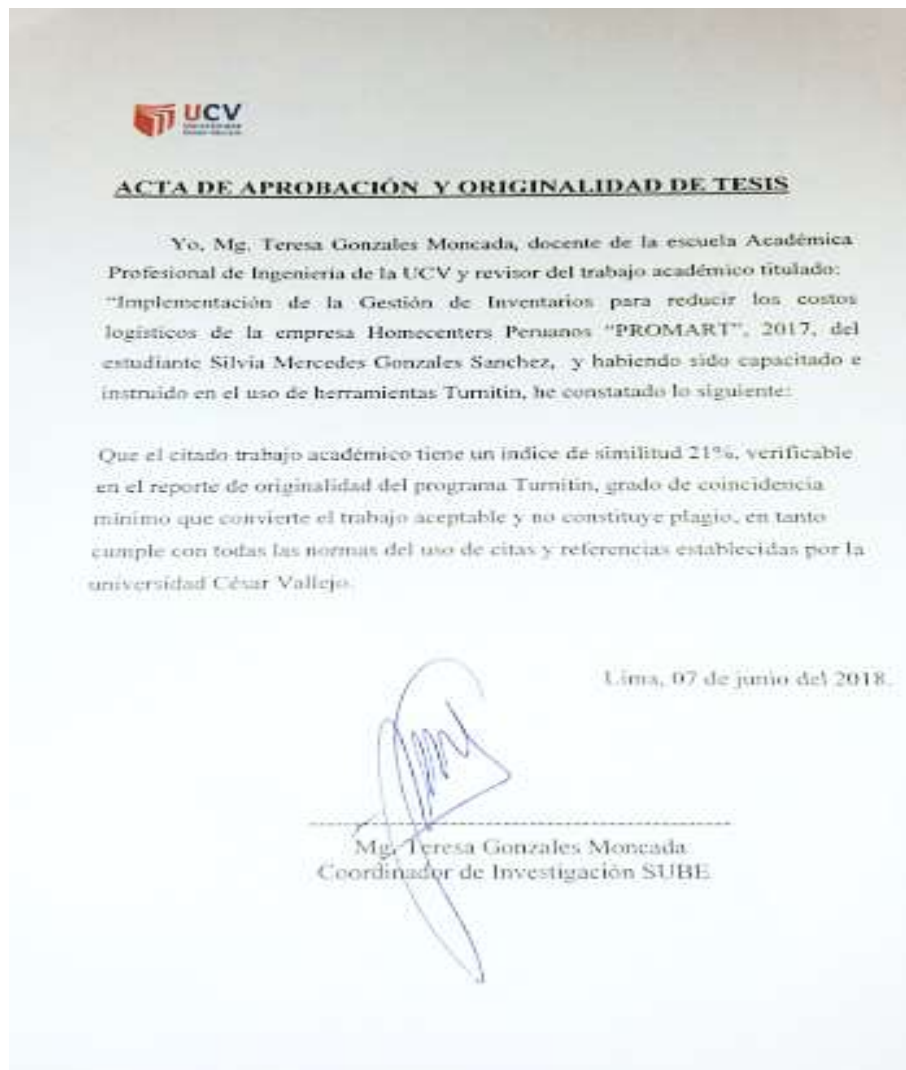 UCV
ACTA DE APROBACIÓN Y ORIGINALIDAD DE TESIS
Yo, Mg. Teresa Gonzales Moncada, docente de la escuela Académica
Profesional de Ingeniería de la UCV y revisor del trabajo académico titulado:
“Implementación de la Gestión de Inventarios para reducir los costos
logísticos de la empresa Homecenters Peruanos “PROMART”, 2017, del
estudiante Silvia Mercedes Gonzales Sanchez, y habiendo sido capacitado e
instruido en el uso de herramientas Turnitin, he constatado lo siguiente:
Que el citado trabajo académico tiene un índice de similitud 21%, verificable
en el reporte de originalidad del programa Turnitin, grado de coincidencia
mínimo que convierte el trabajo aceptable y no constituye plagio, en tanto
cumple con todas las normas del uso de citas y referencias establecidas por la
universidad César Vallejo.
Lima, 07 de junio del 2018.
Mg. Teresa Gonzales Moncada
Coordinador de Investigación SUBE